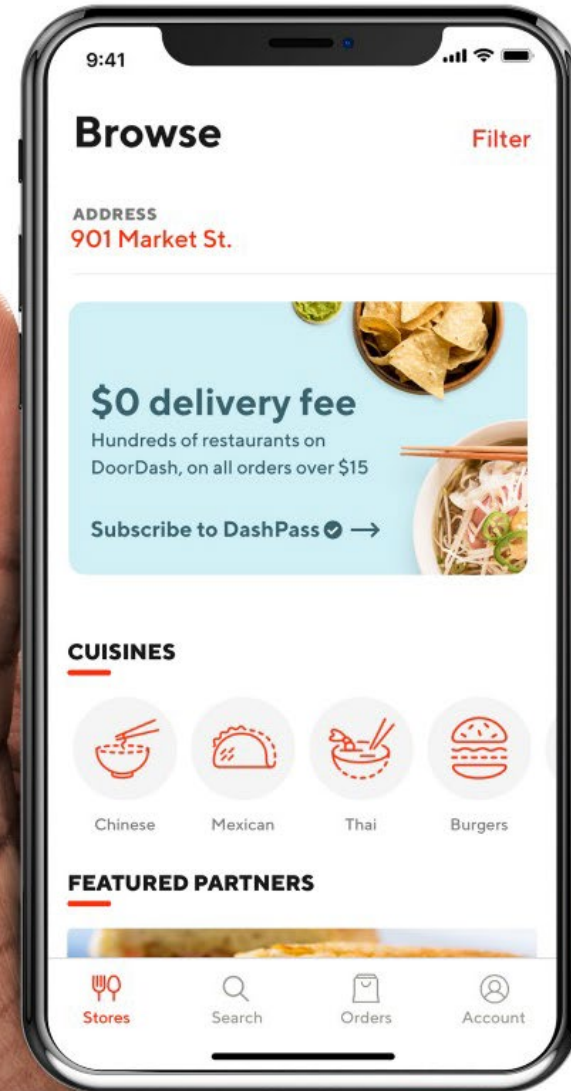 9:41
Browse
Filter
ADDRESS
901 Market St.
$0 delivery fee
Hundreds of restaurants on
DoorDash, on all orders over $15
Subscribe to DashPass
CUISINES
Chinese Mexican Thai Burgers
FEATURED PARTNERS
Stores Search Orders Account